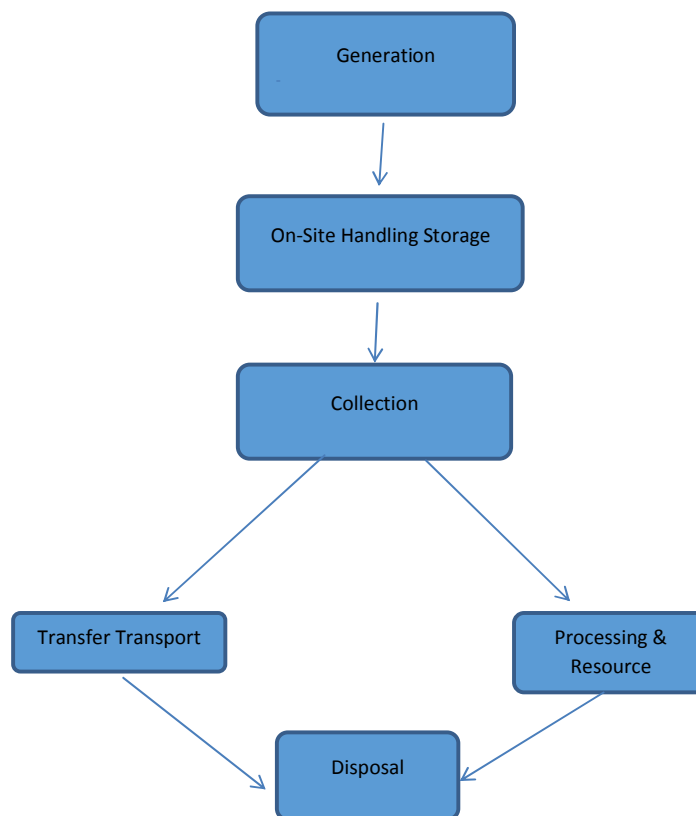 Generation
On-Site Handling Storage
Collection
Transfer Transport
Processing &
Resource
Disposal